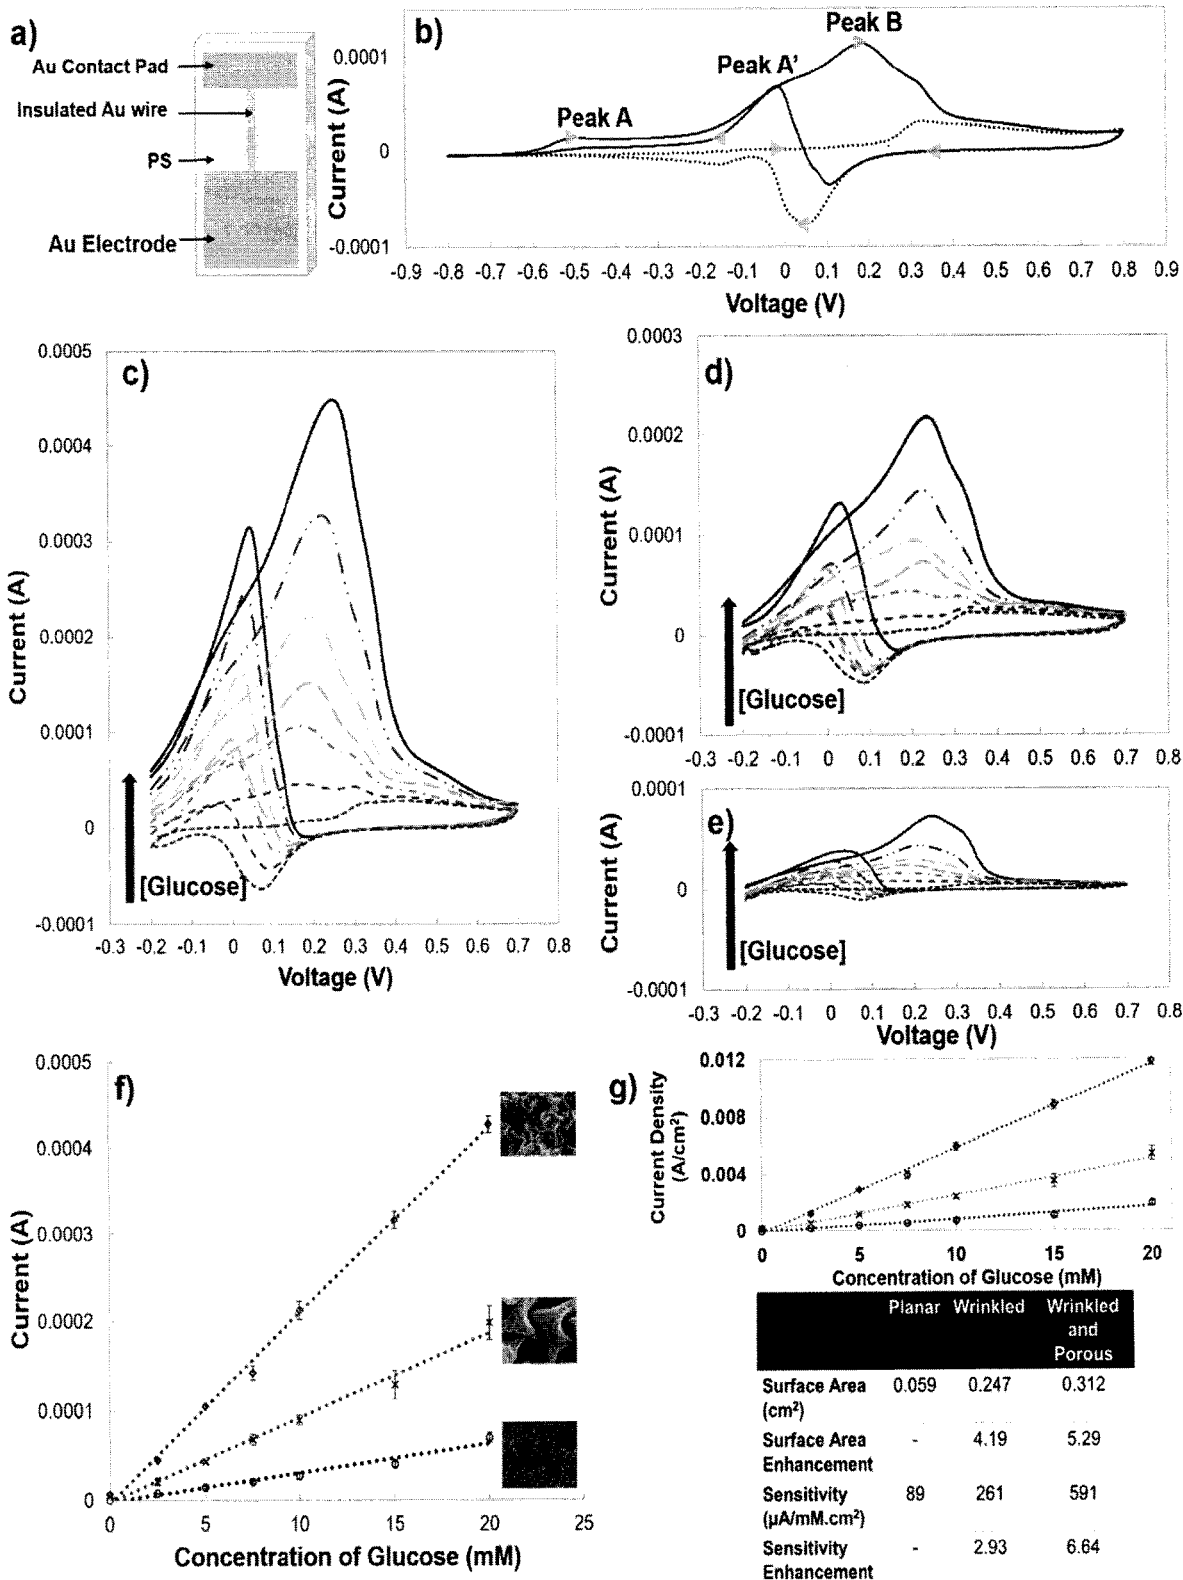 a)
Au Contact Pad
Insulated Au wire
PS
Au Electrode
b)
Peak B
Peak A'
Peak A
0.0001
0
-0.0001
Current (A)
-0.9 -0.8 -0.7 -0.6 -0.5 -0.4 -0.3 -0.2 -0.1 0 0.1 0.2 0.3 0.4 0.5 0.6 0.7 0.8 0.9
Voltage (V)
c)
0.0005
0.0004
0.0003
0.0002
0.0001
0
-0.0001
Current (A)
[Glucose]
-0.3 -0.2 -0.1 0 0.1 0.2 0.3 0.4 0.5 0.6 0.7 0.8
Voltage (V)
d)
0.0003
0.0002
0.0001
0
-0.0001
Current (A)
[Glucose]
-0.3 -0.2 -0.1 0 0.1 0.2 0.3 0.4 0.5 0.6 0.7 0.8
e)
0.0001
0
-0.0001
Current (A)
[Glucose]
-0.3 -0.2 -0.1 0 0.1 0.2 0.3 0.4 0.5 0.6 0.7 0.8
Voltage (V)
f)
0.0005
0.0004
0.0003
0.0002
0.0001
0
Current (A)
0 5 10 15 20 25
Concentration of Glucose (mM)
g)
0.012
0.008
0.004
0
Current Density
(A/cm²)
0 5 10 15 20
Concentration of Glucose (mM)
Planar Wrinkled Wrinkled
and
Porous
Surface Area 0.059 0.247 0.312
(cm²)
Surface Area - 4.19 5.29
Enhancement
Sensitivity 89 261 591
(µA/mM.cm²)
Sensitivity - 2.93 6.64
Enhancement